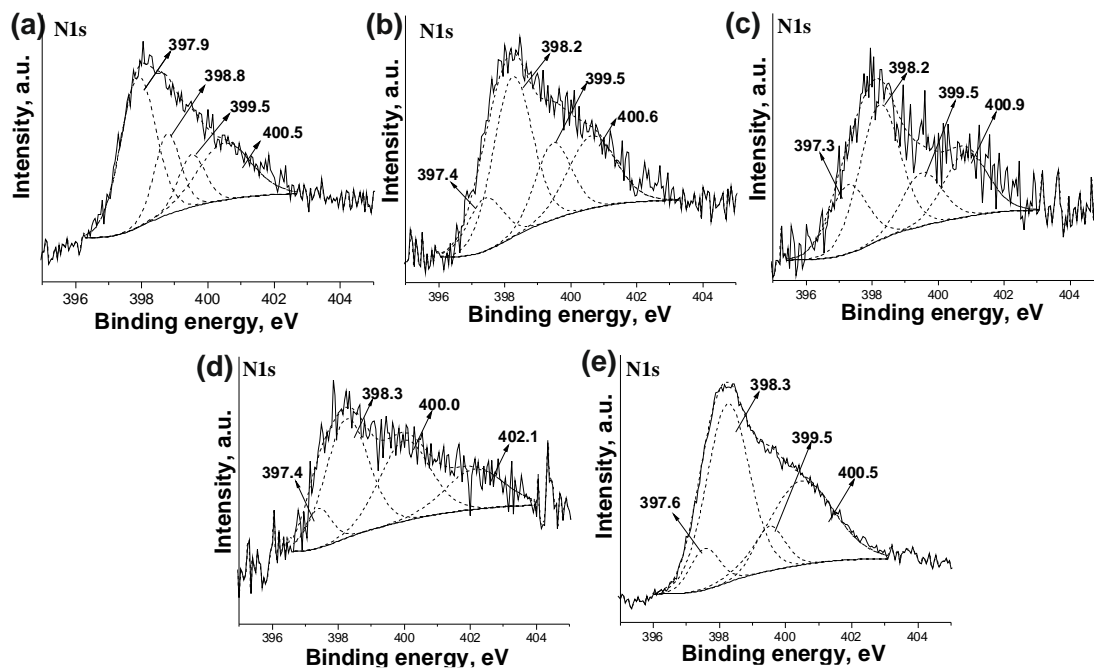 (a)
N1s
397.9
398.8
399.5
400.5
Intensity, a.u.
396 398 400 402 404
Binding energy, eV
(b)
N1s
398.2
399.5
400.6
397.4
Intensity, a.u.
396 398 400 402 404
Binding energy, eV
(c)
N1s
398.2
399.5
400.9
397.3
Intensity, a.u.
396 398 400 402 404
Binding energy, eV
(d)
N1s
398.3
400.0
402.1
397.4
Intensity, a.u.
396 398 400 402 404
Binding energy, eV
(e)
N1s
398.3
399.5
400.5
397.6
Intensity, a.u.
396 398 400 402 404
Binding energy, eV